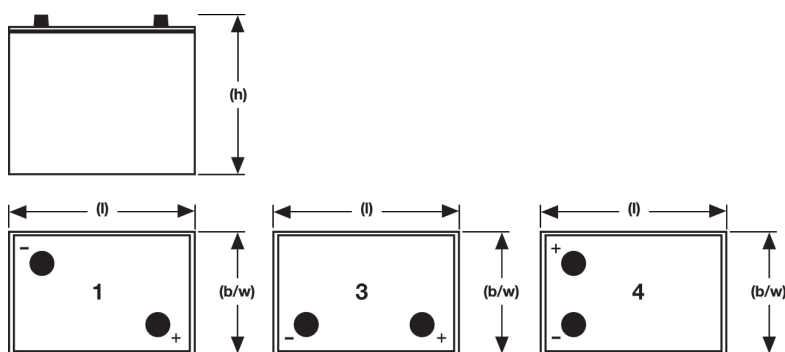 (h)
(l) (l) (l)
- +
1 (b/w) 3 (b/w) 4 (b/w)
+ - + -